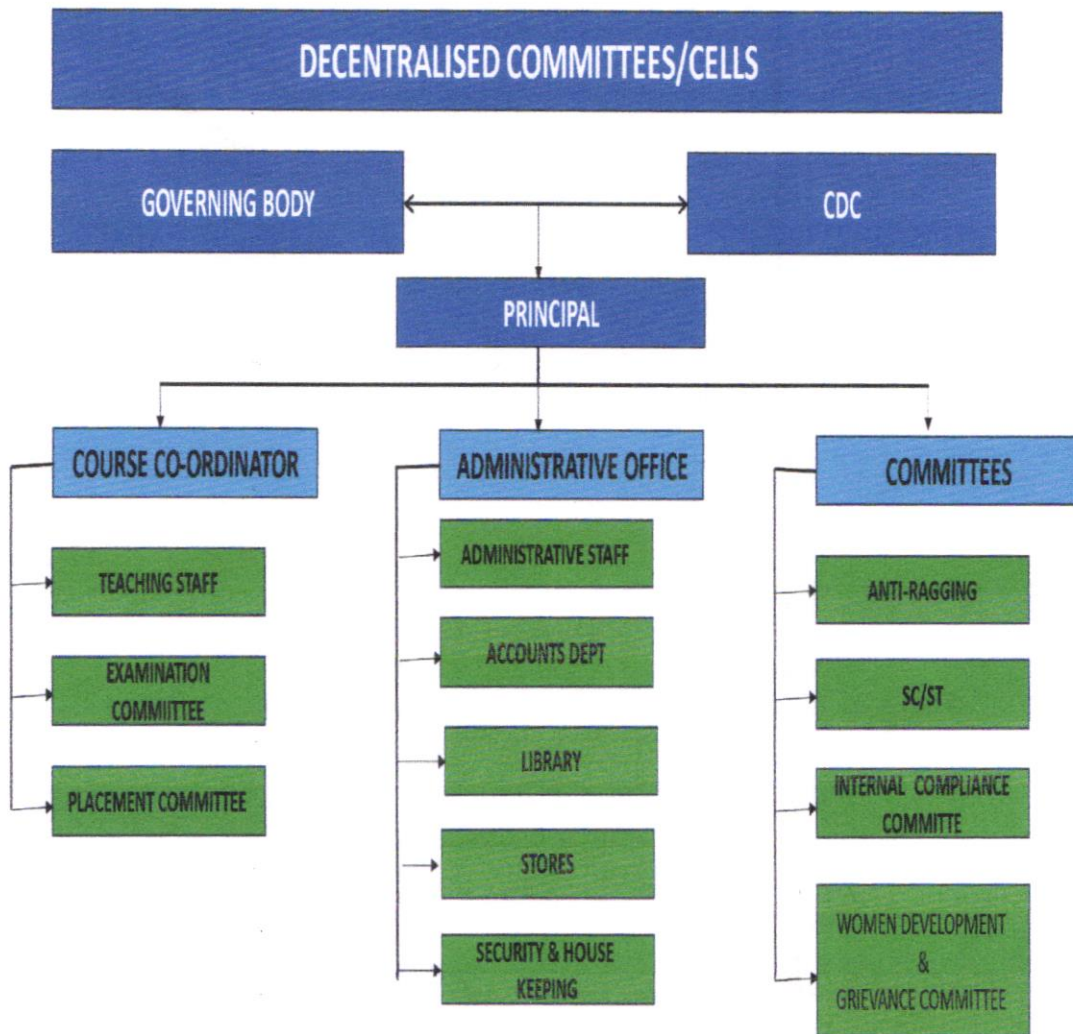 DECENTRALISED COMMITTEES/CELLS
GOVERNING BODY
CDC
PRINCIPAL
COURSE CO-ORDINATOR
TEACHING STAFF
EXAMINATION
COMMIITTEE
PLACEMENT COMMITTEE
ADMINISTRATIVE OFFICE
ADMINISTRATIVE STAFF
ACCOUNTS DEPT
LIBRARY
STORES
SECURITY & HOUSE
KEEPING
COMMITTEES
ANTI-RAGGING
SC/ST
INTERNAL COMPLIANCE
COMMITTE
WOMEN DEVELOPMENT
&
GRIEVANCE COMMITTEE